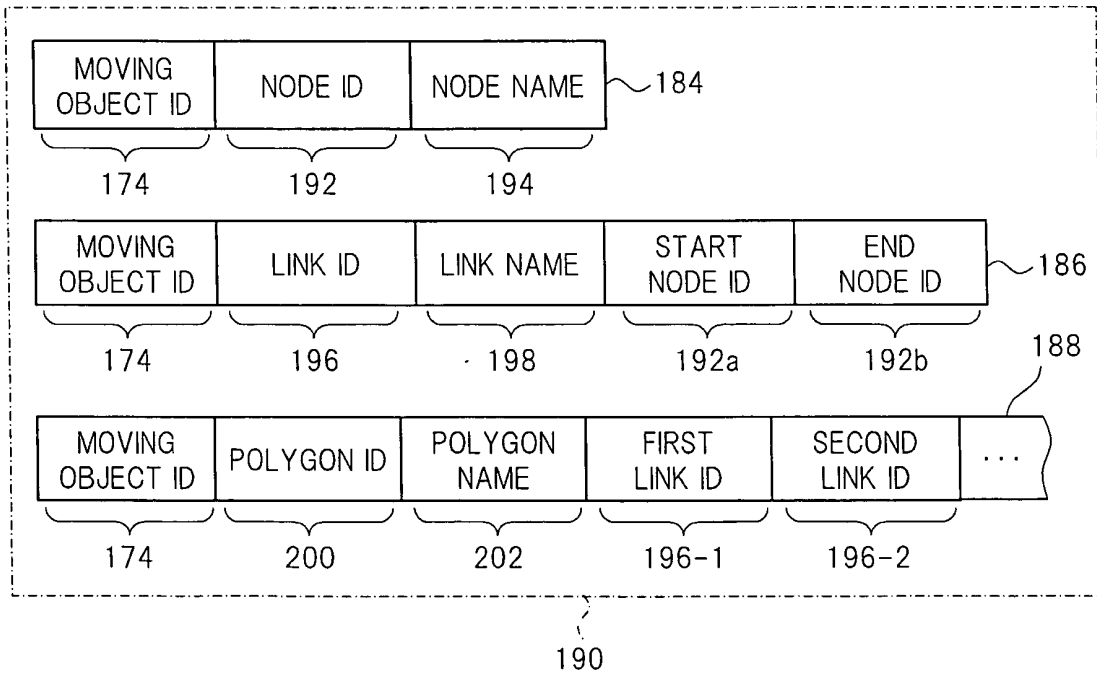 MOVING OBJECT ID
NODE ID
NODE NAME
184
174
192
194
MOVING OBJECT ID
LINK ID
LINK NAME
START NODE ID
END NODE ID
186
174
196
198
192a
192b
188
MOVING OBJECT ID
POLYGON ID
POLYGON NAME
FIRST LINK ID
SECOND LINK ID
...
174
200
202
196-1
196-2
190